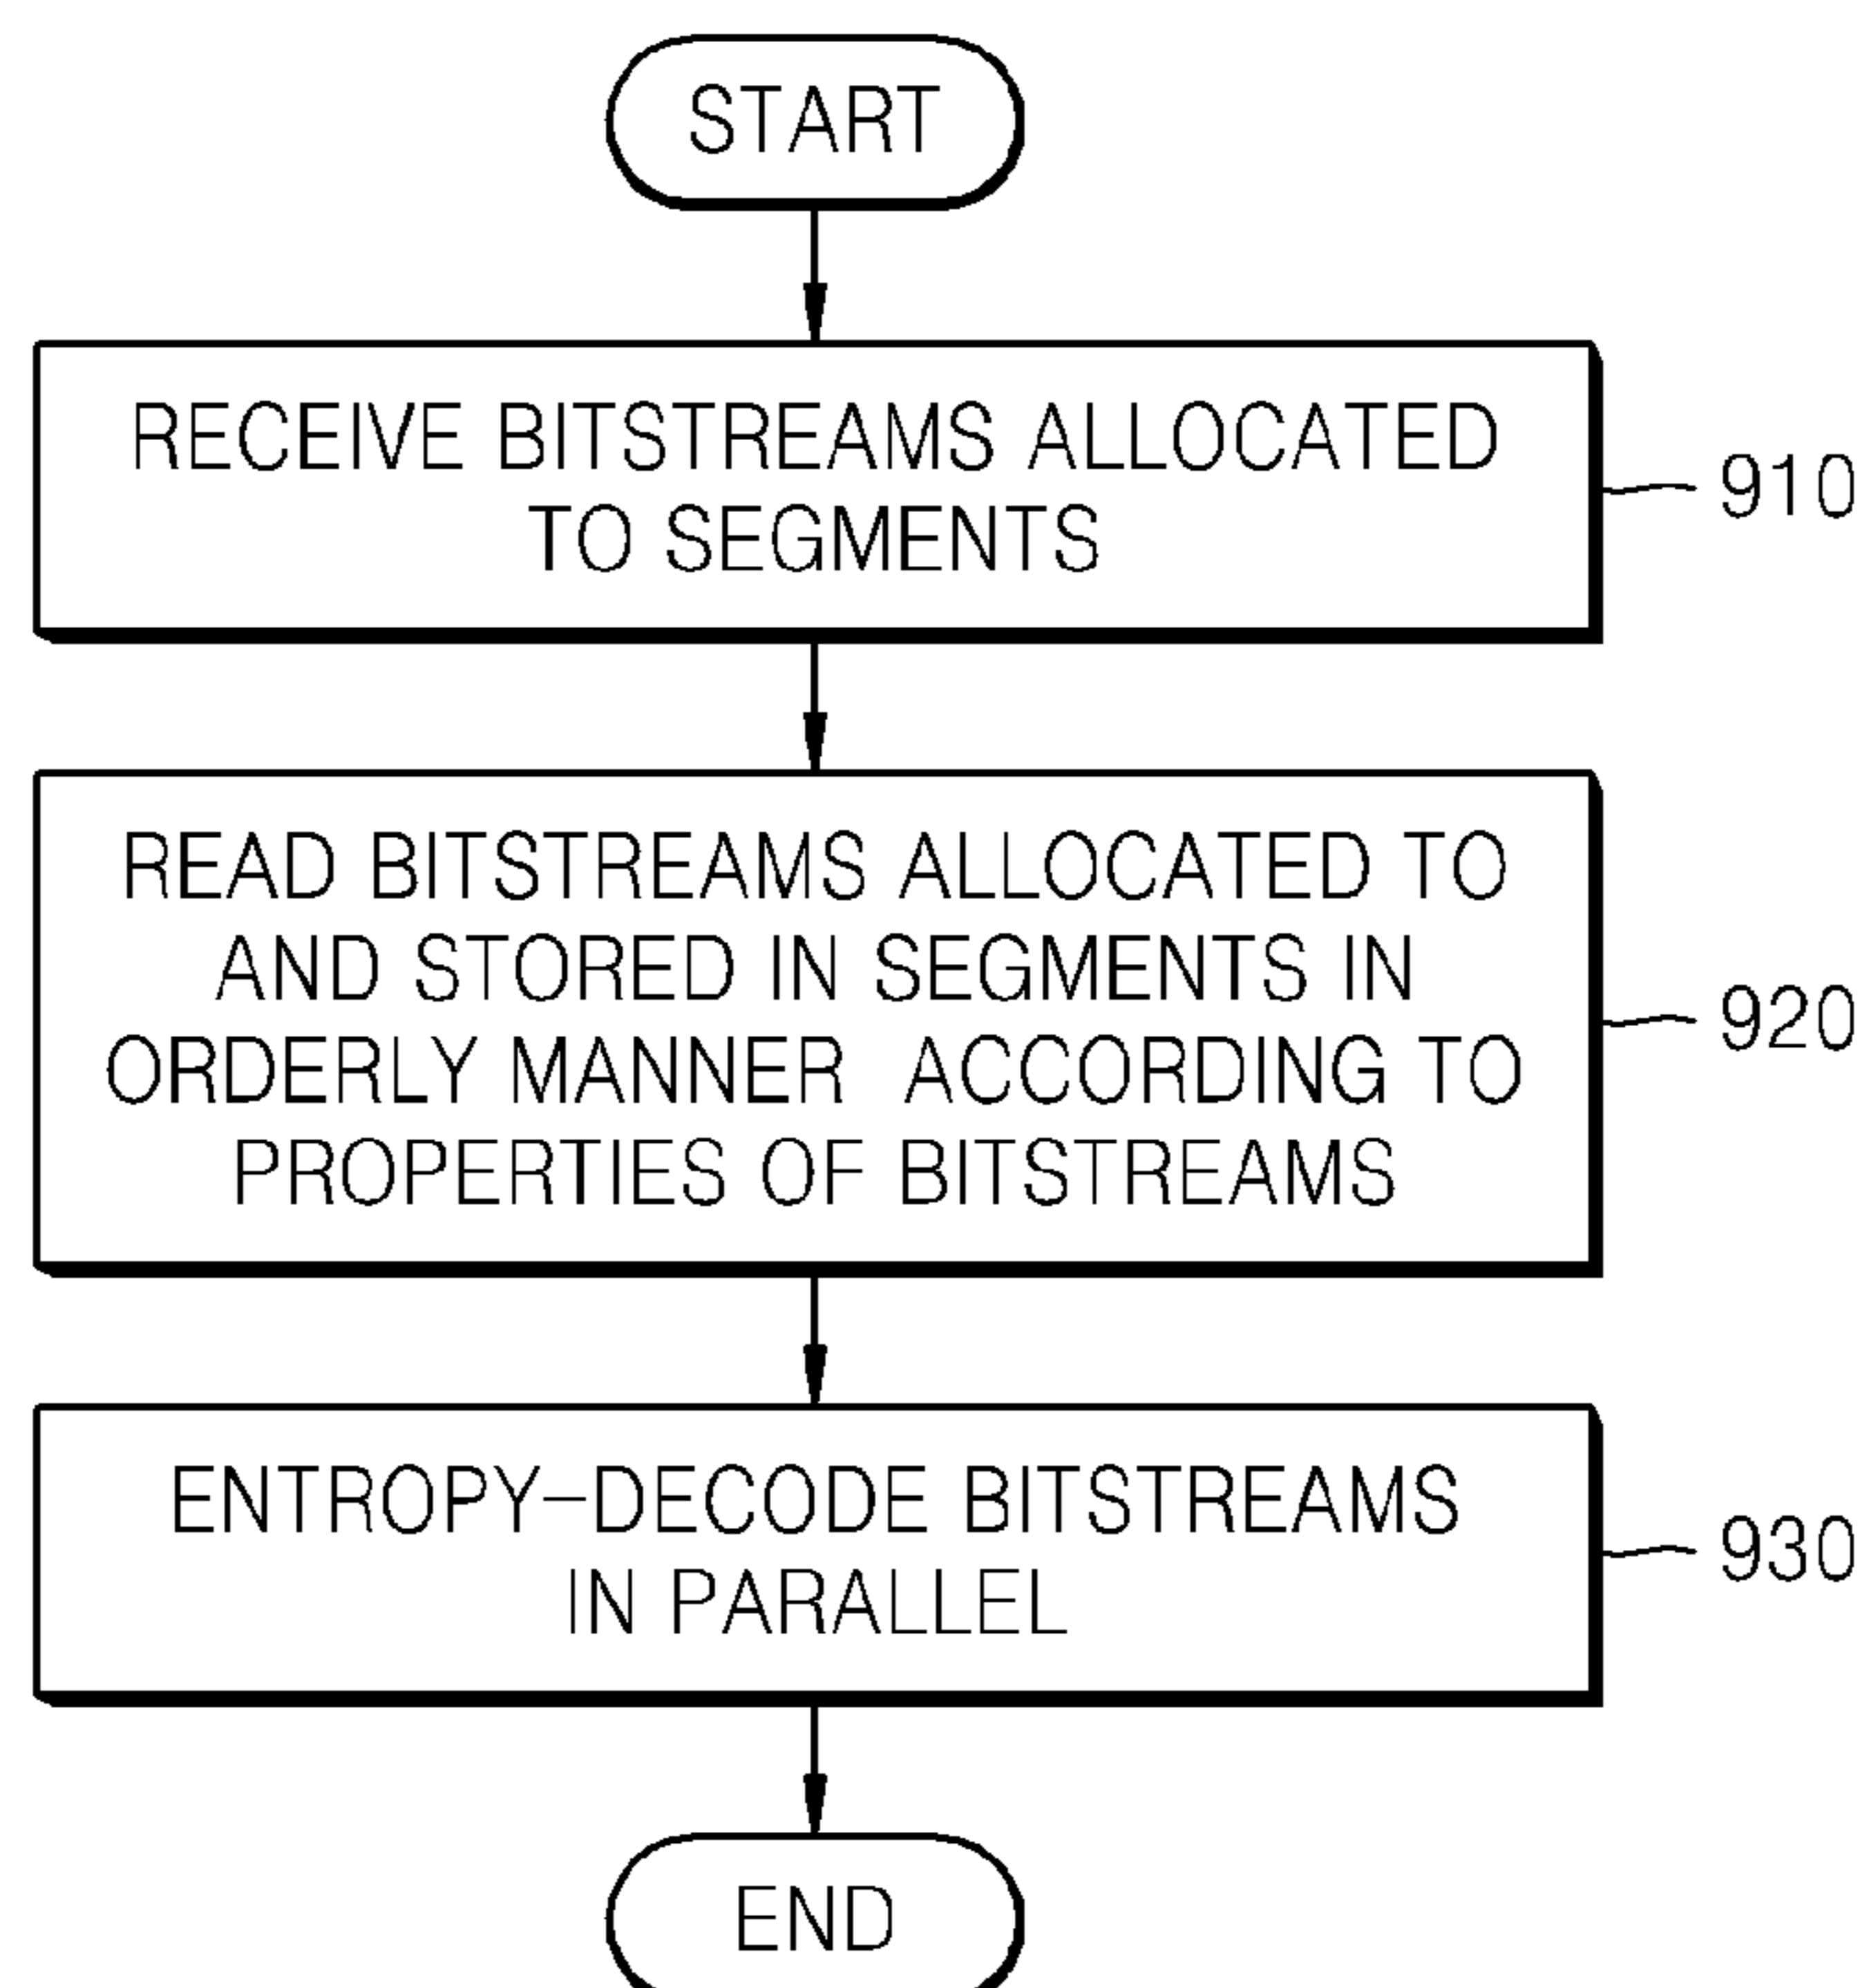 START
RECEIVE BITSTREAMS ALLOCATED
TO SEGMENTS
910
READ BITSTREAMS ALLOCATED TO
AND STORED IN SEGMENTS IN
ORDERLY MANNER ACCORDING TO
PROPERTIES OF BITSTREAMS
920
ENTROPY-DECODE BITSTREAMS
IN PARALLEL
930
END